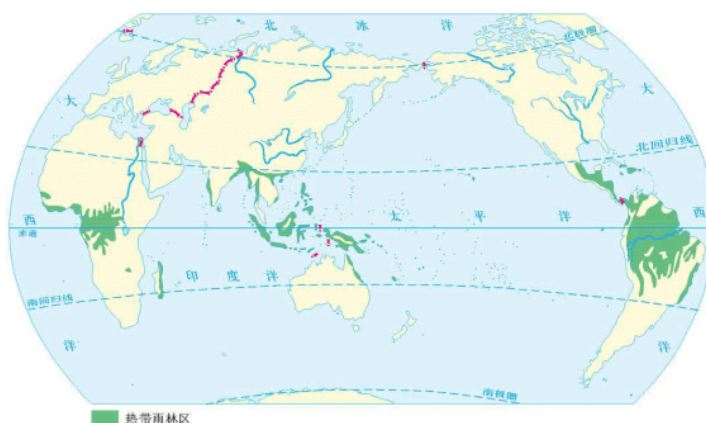 北冰洋
北极圈
大
大
北回归线
西
赤道
太平洋
西
印度洋
南回归线
洋
洋
南极圈
热带雨林区